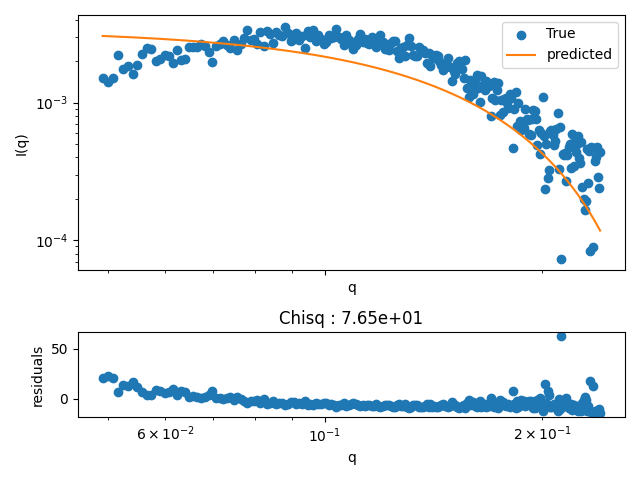 True
predicted
10⁻³
10⁻⁴
I(q)
q
Chisq : 7.65e+01
50
0
residuals
6 × 10⁻²
10⁻¹
2 × 10⁻¹
q